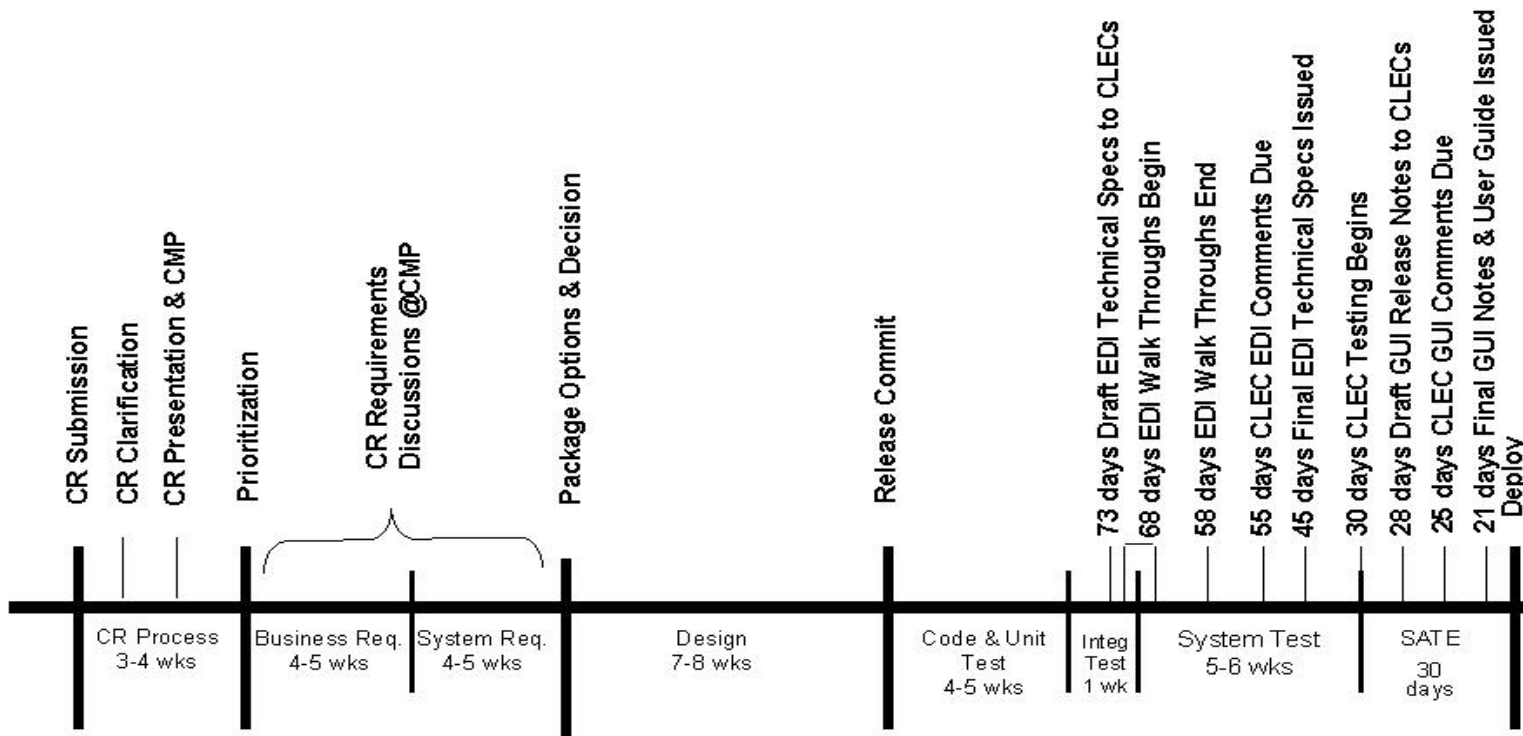 CR Submission
CR Clarification
CR Presentation & CMP
Prioritization
CR Requirements
Discussions @CMP
Package Options & Decision
Release Commit
73 days Draft EDI Technical Specs to CLECs
68 days EDI Walk Throughs Begin
58 days EDI Walk Throughs End
55 days CLEC EDI Comments Due
45 days Final EDI Technical Specs Issued
30 days CLEC Testing Begins
28 days Draft GUI Release Notes to CLECs
25 days CLEC GUI Comments Due
21 days Final GUI Notes & User Guide Issued
Deploy
CR Process
3-4 wks
Business Req.
4-5 wks
System Req.
4-5 wks
Design
7-8 wks
Code & Unit
Test
4-5 wks
Integ
Test
1 wk
System Test
5-6 wks
SATE
30
days